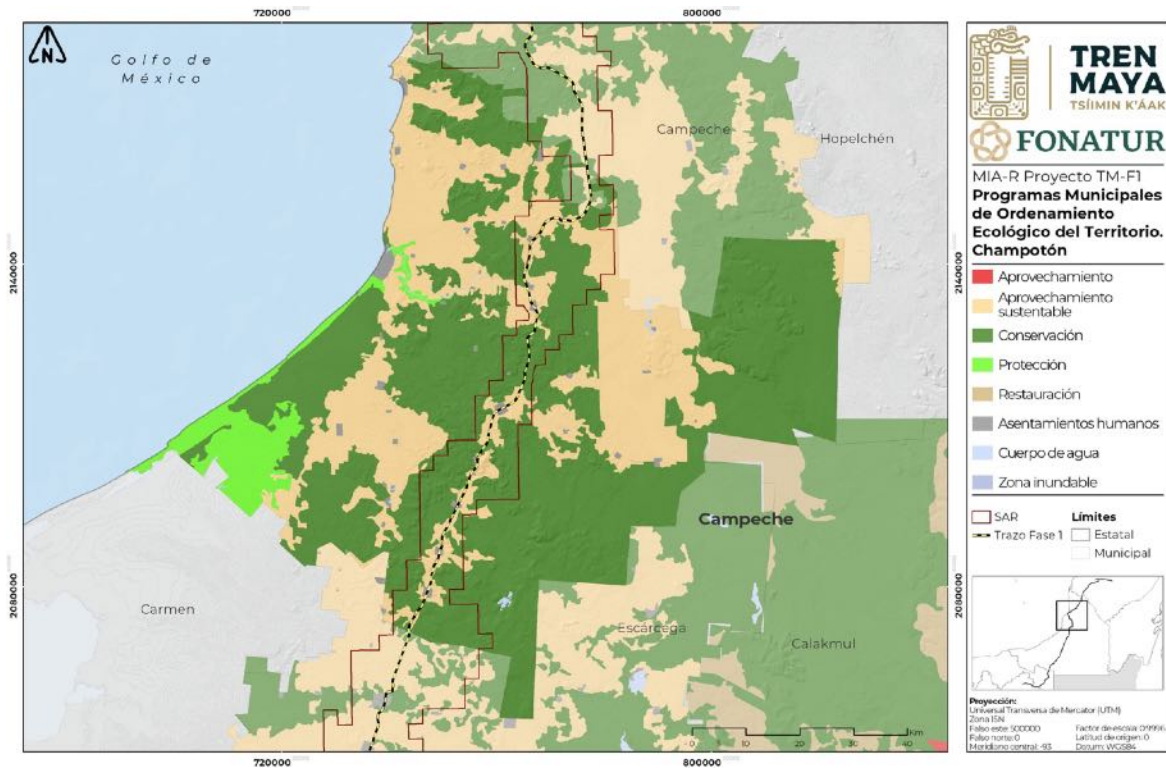 720000
800000
Golfo de
México
Campeche
Hopelchén
2140000
2140000
Campeche
2080000
2080000
Carmen
Escárcega
Calakmul
0 10 20 30 40 Km
720000
800000
N
TREN
MAYA
TSÍIMIN K'ÁAK
FONATUR
MIA-R Proyecto TM-F1
Programas Municipales
de Ordenamiento
Ecológico del Territorio.
Champotón
Aprovechamiento
Aprovechamiento
sustentable
Conservación
Protección
Restauración
Asentamientos humanos
Cuerpo de agua
Zona inundable
SAR
Trazo Fase 1
Límites
Estatal
Municipal
Proyección:
Universal Transversa de Mercator (UTM)
Zona 15N
Falso este: 500000
Falso norte: 0
Meridiano central: -93
Factor de escala: 0.9996
Latitud de origen: 0
Datum: WGS84